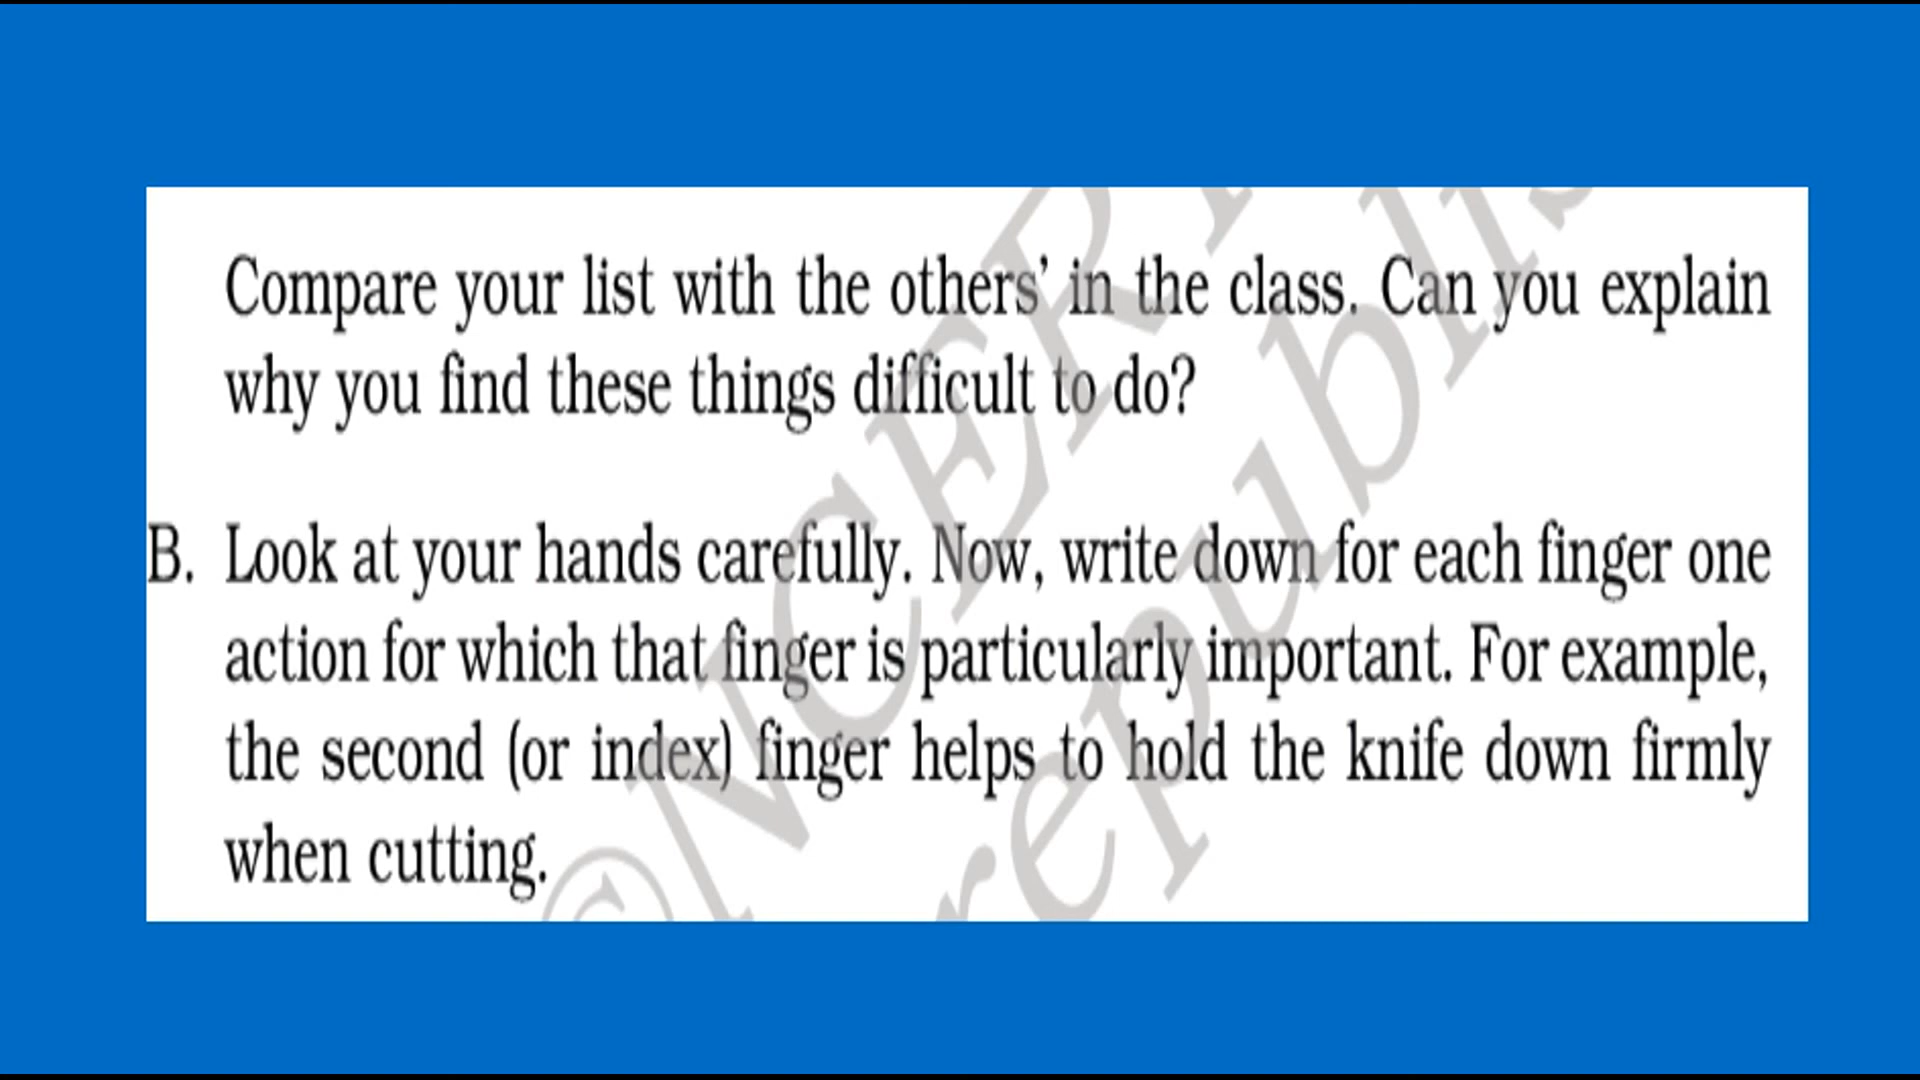 Compare your list with the others’ in the class. Can you explain
why you find these things difficult to do?
B. Look at your hands carefully. Now, write down for each finger one
action for which that finger is particularly important. For example,
the second (or index) finger helps to hold the knife down firmly
when cutting.
©NCERT
republis